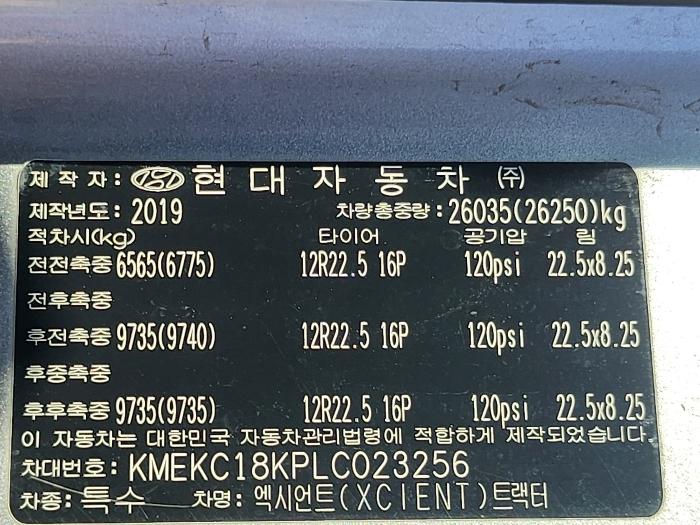 제 작 자 : 현 대 자 동 차 (주)
제작년도 : 2019 차량총중량 : 26035(26250)kg
적차시(kg) 타이어 공기압 림
전전축중 6565(6775) 12R22.5 16P 120psi 22.5x8.25
전후축중
후전축중 9735(9740) 12R22.5 16P 120psi 22.5x8.25
후중축중
후후축중 9735(9735) 12R22.5 16P 120psi 22.5x8.25
이 자동차는 대한민국 자동차관리법령에 적합하게 제작되었습니다.
차대번호 : KMEKC18KPLC023256
차종 : 특수 차명 : 엑시언트(XCIENT)트랙터